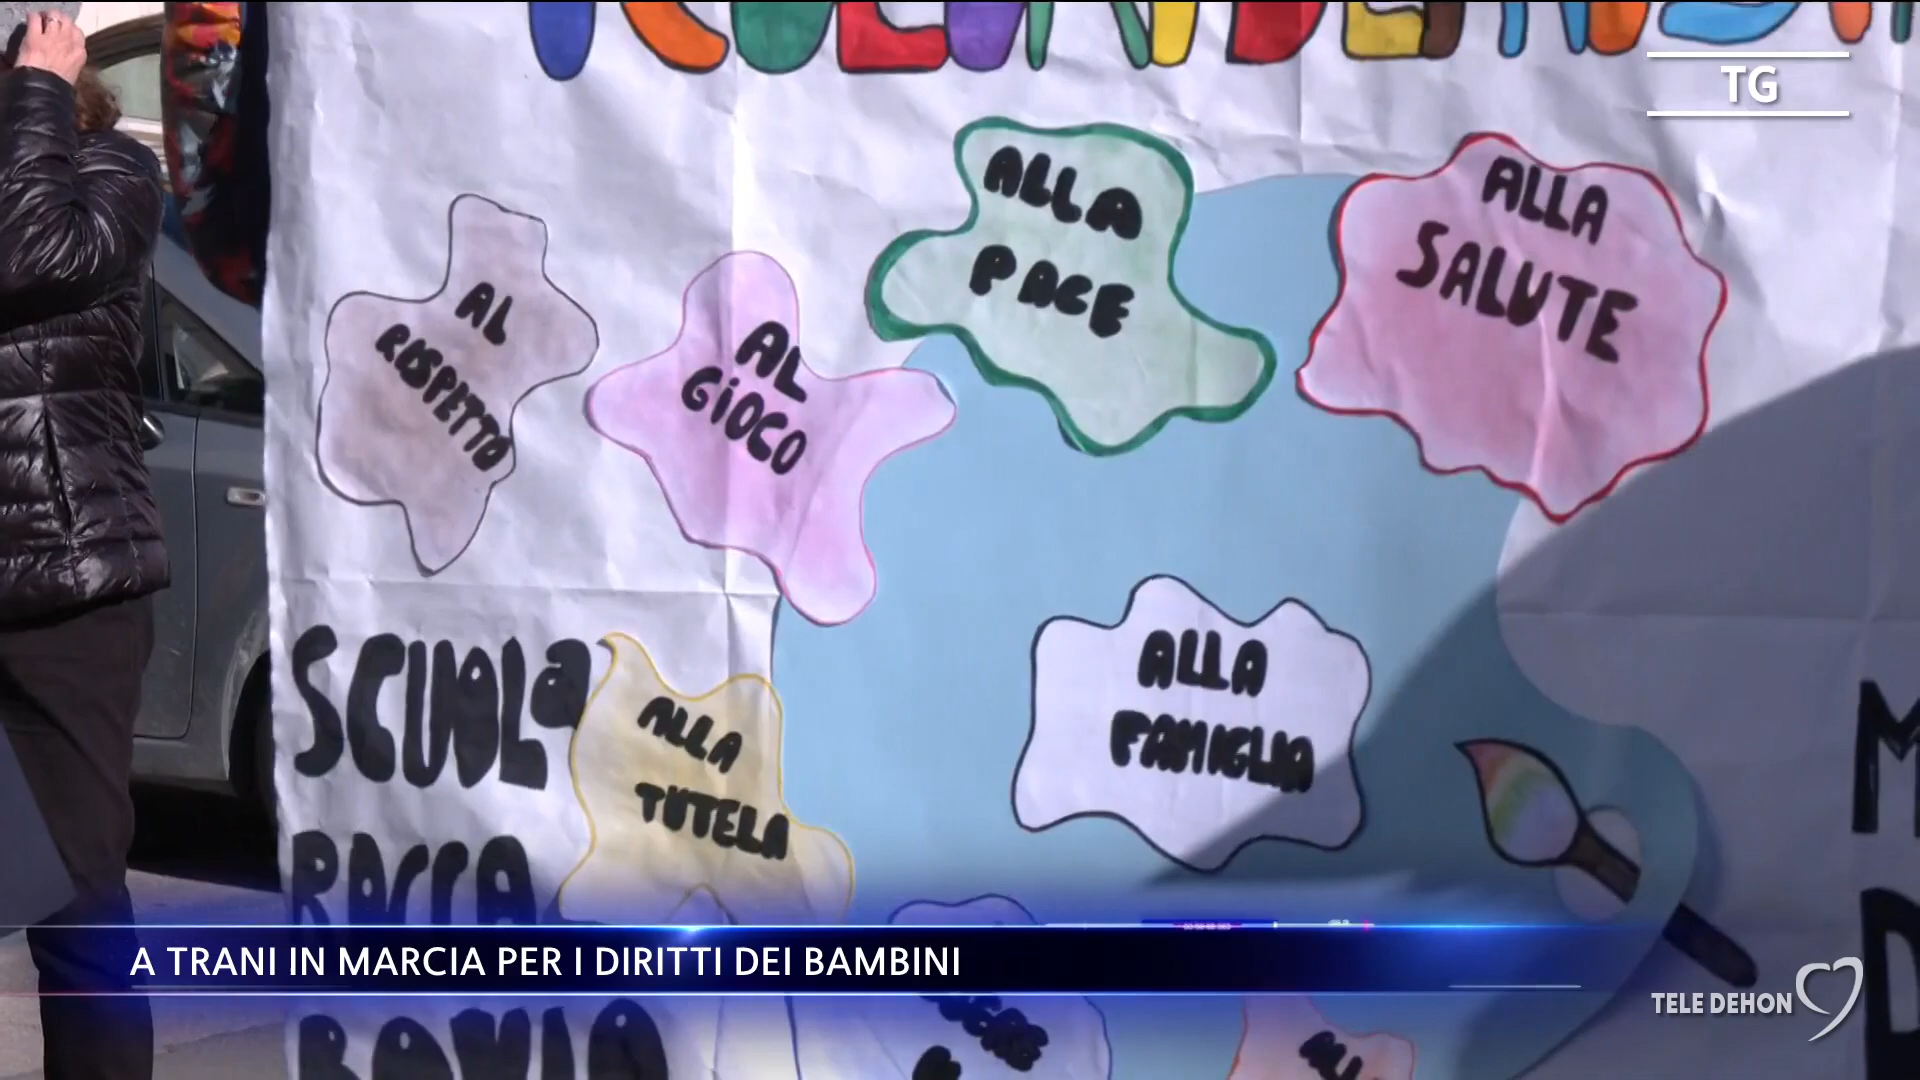 TG
ALLA
PACE
ALLA
SALUTE
AL
RISPETTO
AL
GIOCO
SCUOLA
ALLA
TUTELA
ALLA
FAMIGLIA
A TRANI IN MARCIA PER I DIRITTI DEI BAMBINI
TELE DEHON